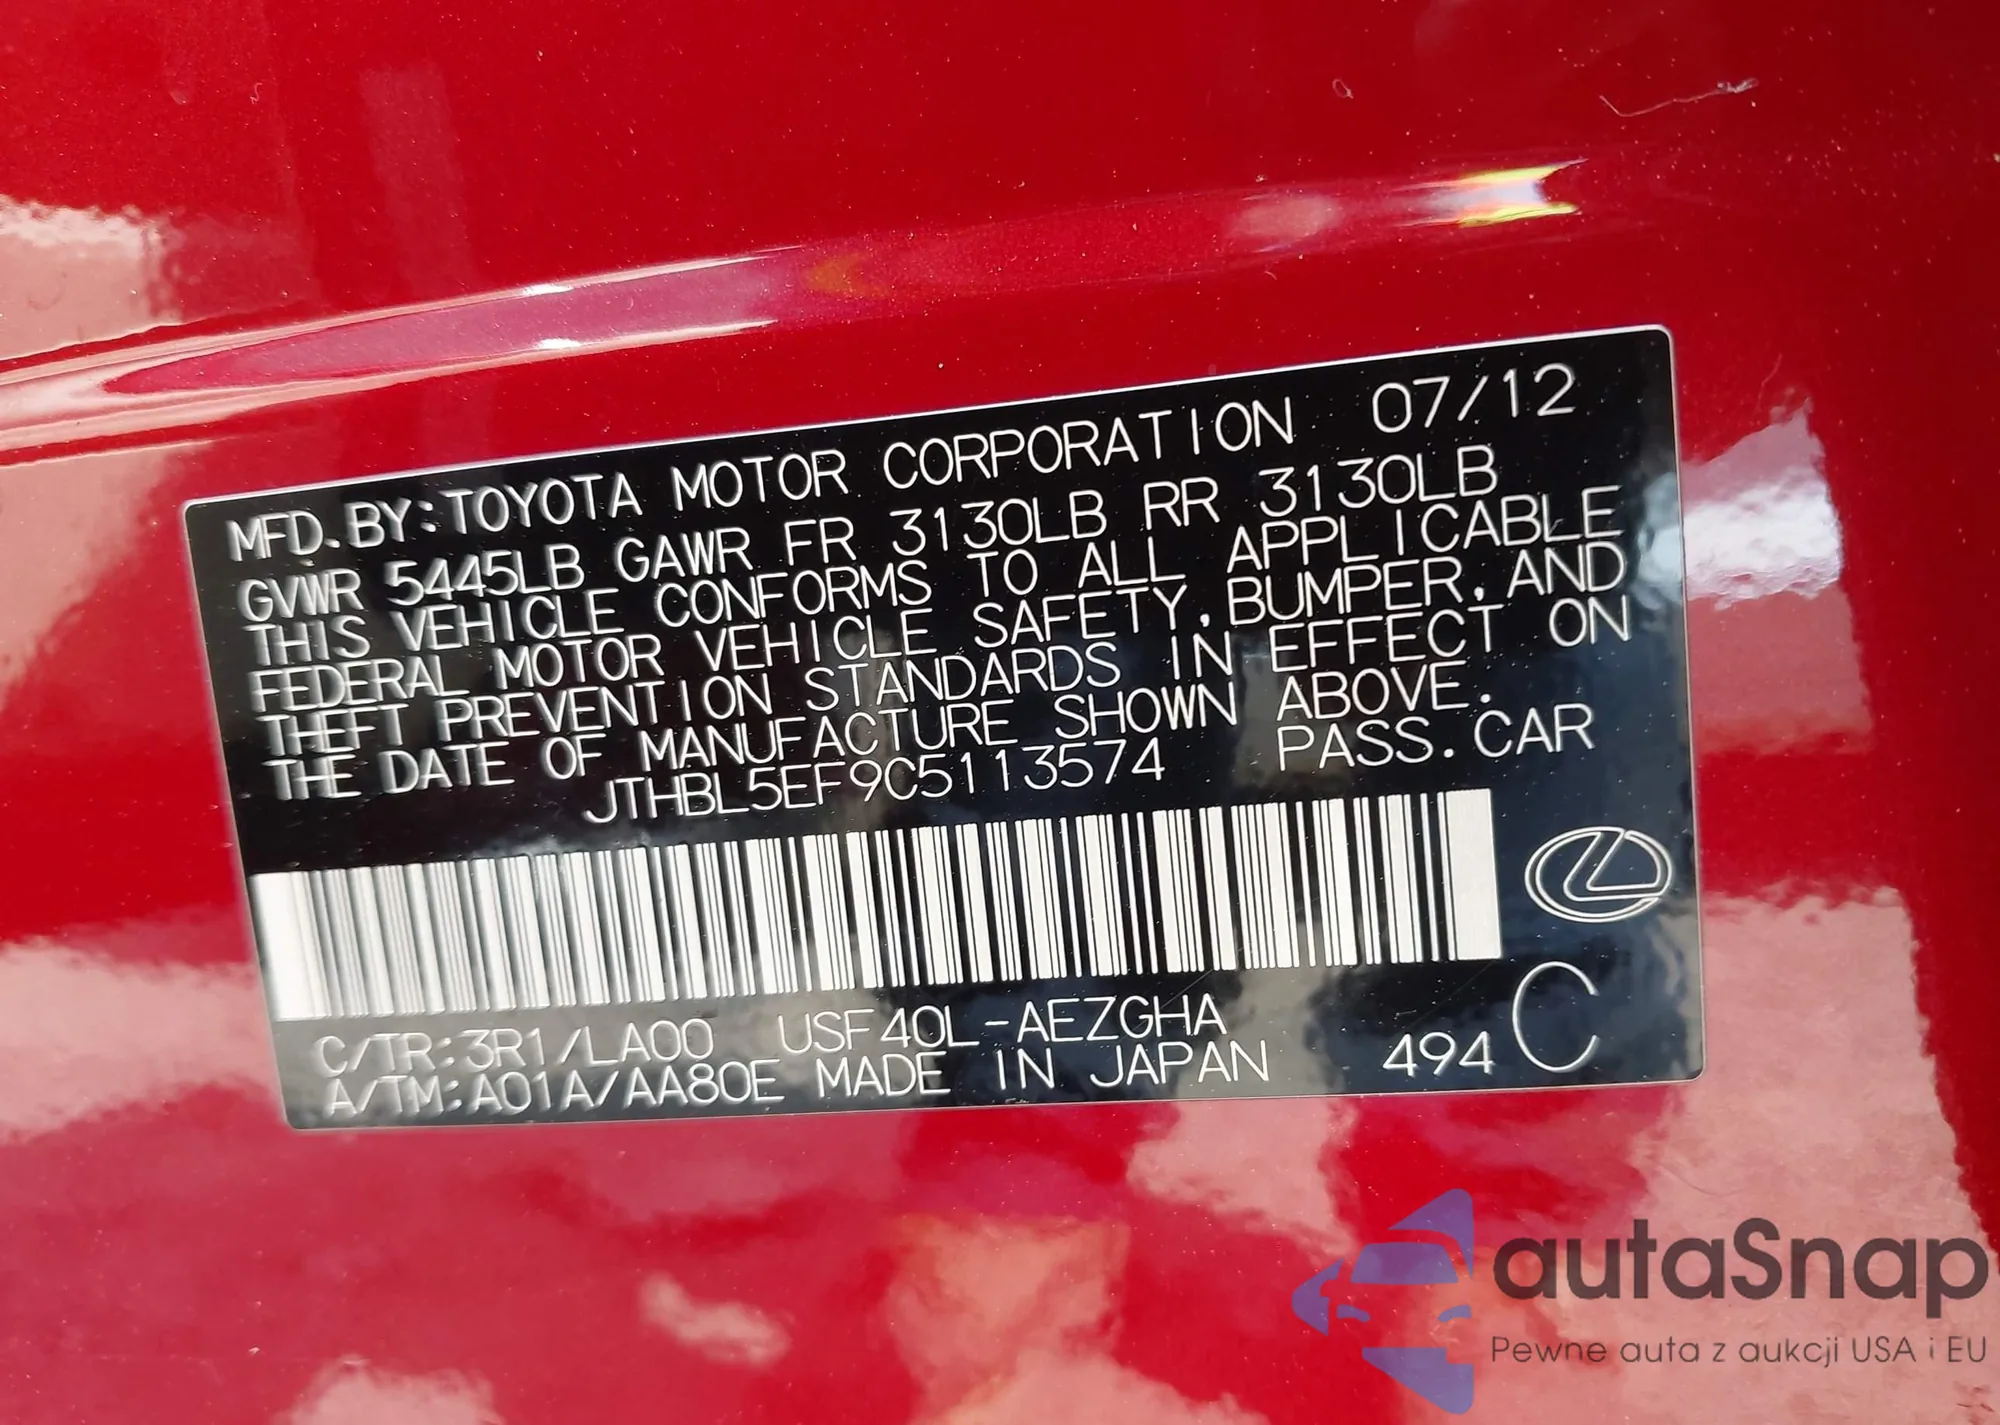 MFD.BY:TOYOTA MOTOR CORPORATION 07/12
GVWR 5445LB GAWR FR 3130LB RR 3130LB
THIS VEHICLE CONFORMS TO ALL APPLICABLE
FEDERAL MOTOR VEHICLE SAFETY,BUMPER,AND
THEFT PREVENTION STANDARDS IN EFFECT ON
THE DATE OF MANUFACTURE SHOWN ABOVE.
JTHBL5EF9C5113574 PASS.CAR
C/TR:3R1/LA00 USF40L-AEZGHA
A/TM:A01A/AA80E MADE IN JAPAN 494 C
autaSnap
Pewne auta z aukcji USA i EU